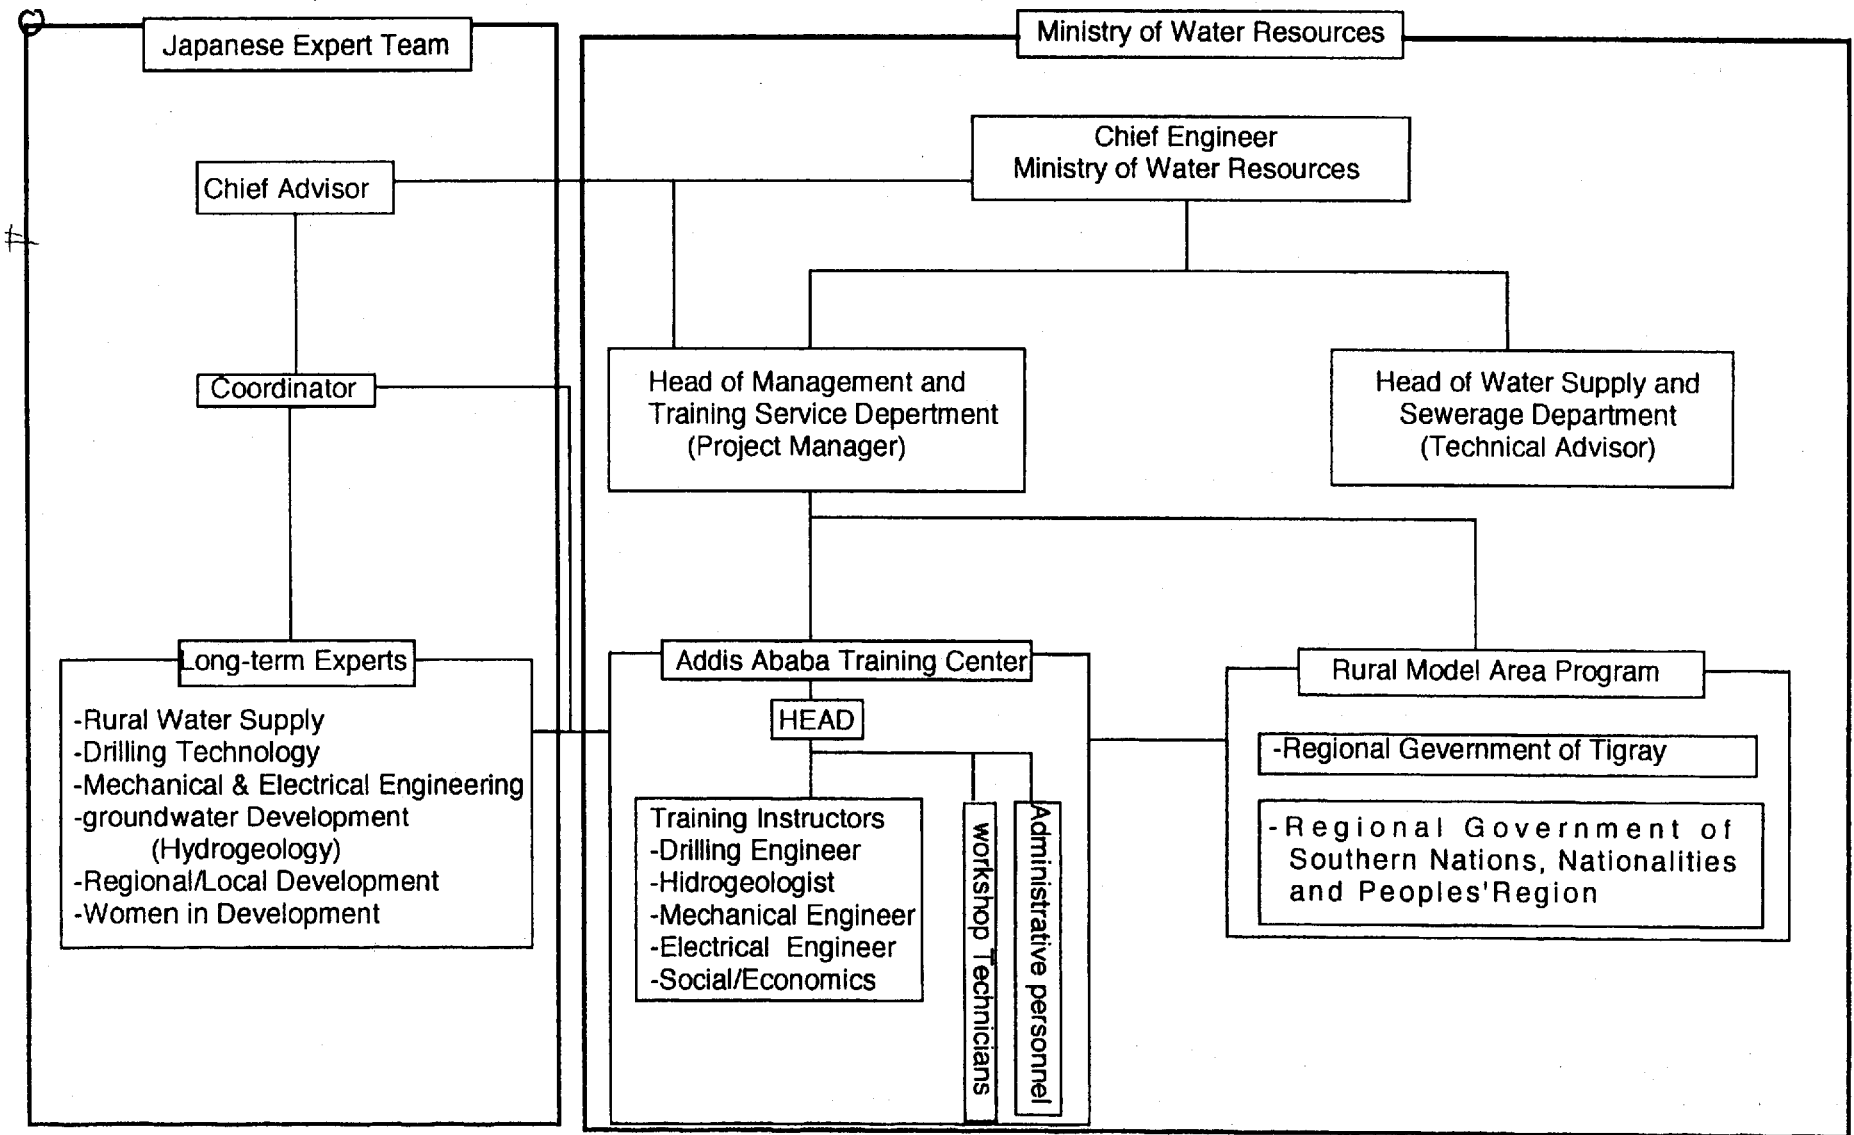 Japanese Expert Team
Ministry of Water Resources
Chief Engineer
Ministry of Water Resources
Chief Advisor
Coordinator
Head of Management and
Training Service Depertment
(Project Manager)
Head of Water Supply and
Sewerage Department
(Technical Advisor)
Long-term Experts
-Rural Water Supply
-Drilling Technology
-Mechanical & Electrical Engineering
-groundwater Development
(Hydrogeology)
-Regional/Local Development
-Women in Development
Addis Ababa Training Center
HEAD
Training Instructors
-Drilling Engineer
-Hidrogeologist
-Mechanical Engineer
-Electrical Engineer
-Social/Economics
workshop Technicians
Administrative personnel
Rural Model Area Program
-Regional Gevernment of Tigray
-Regional Government of
Southern Nations, Nationalities
and Peoples'Region